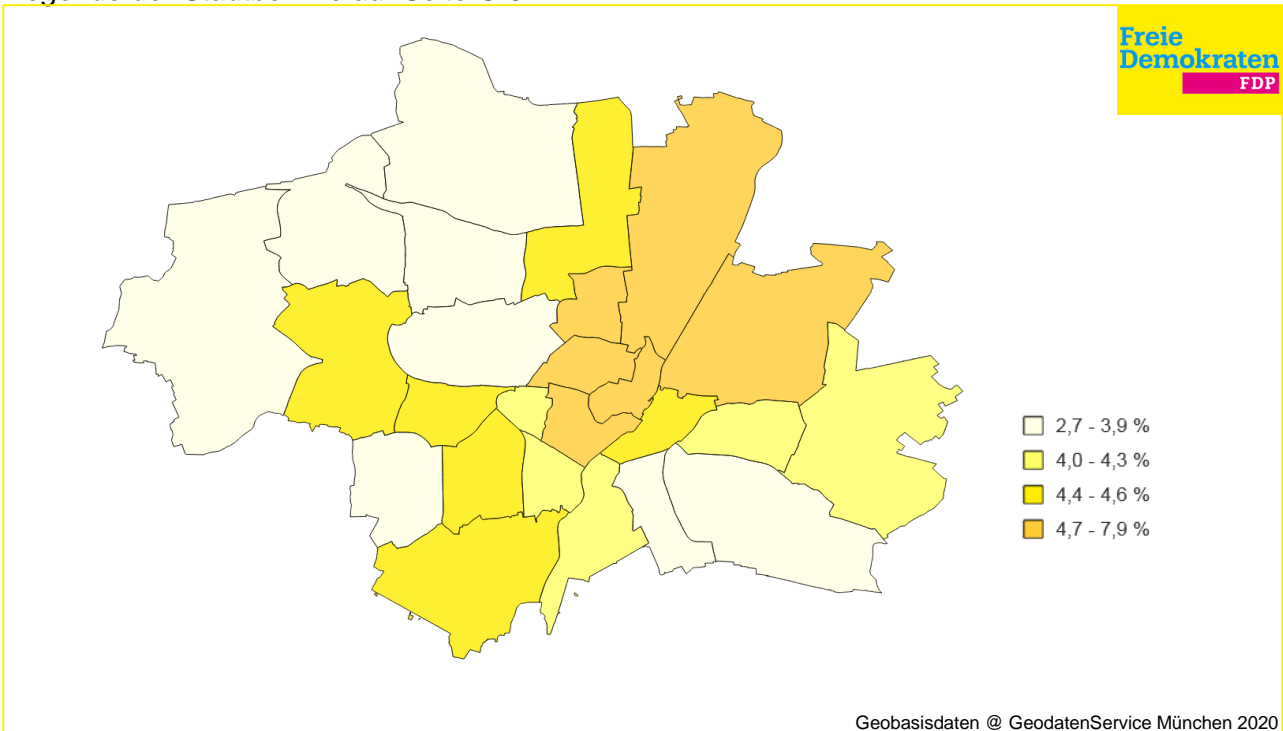 Freie
Demokraten
FDP
2,7 - 3,9 %
4,0 - 4,3 %
4,4 - 4,6 %
4,7 - 7,9 %
Geobasisdaten @ GeodatenService München 2020